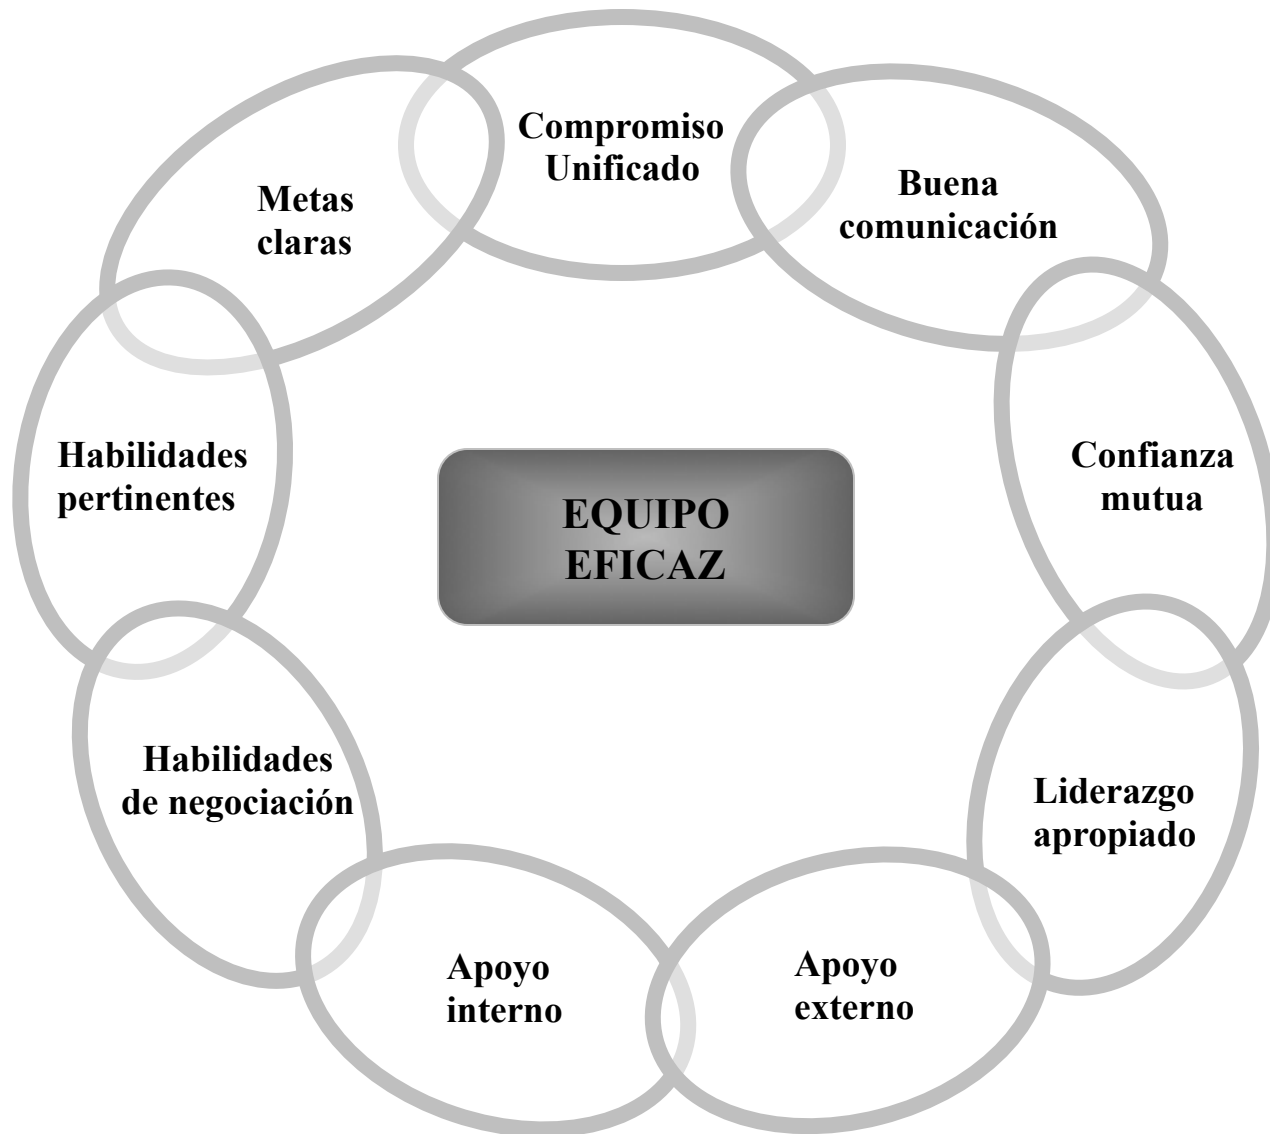 Compromiso
Unificado
Buena
comunicación
Metas
claras
Habilidades
pertinentes
Confianza
mutua
EQUIPO
EFICAZ
Habilidades
de negociación
Liderazgo
apropiado
Apoyo
interno
Apoyo
externo